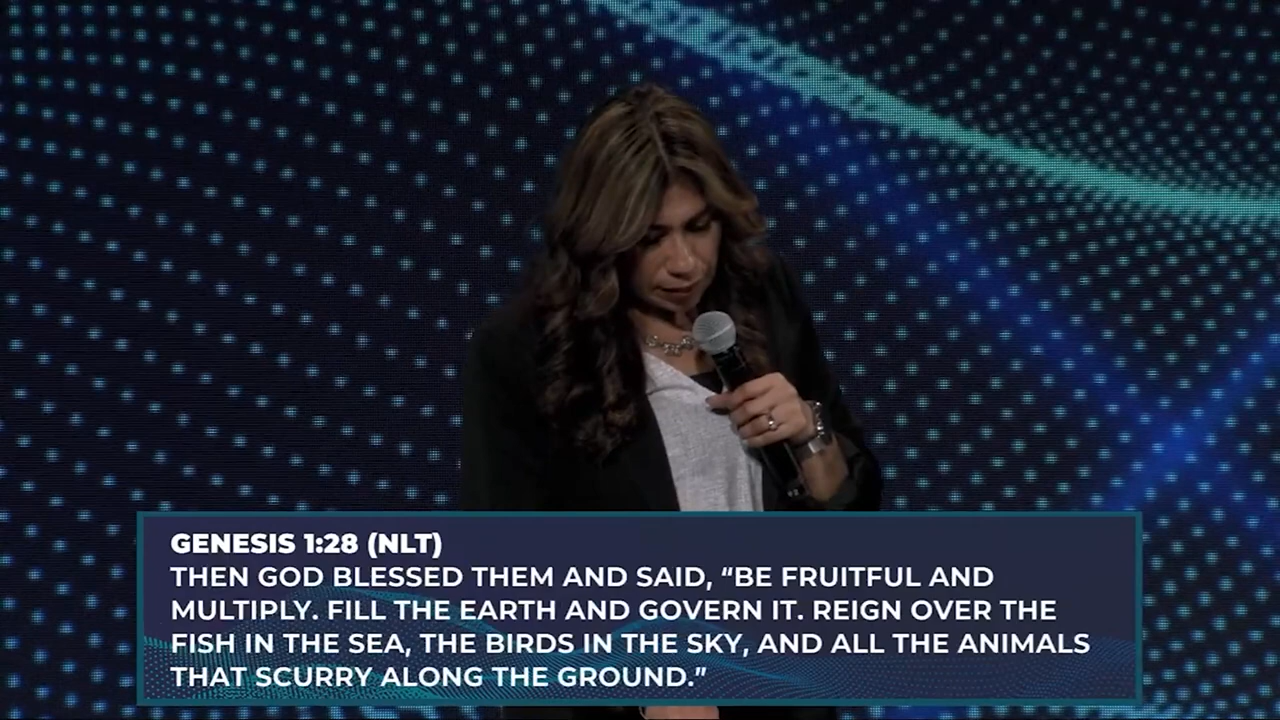 GENESIS 1:28 (NLT)
THEN GOD BLESSED THEM AND SAID, “BE FRUITFUL AND
MULTIPLY. FILL THE EARTH AND GOVERN IT. REIGN OVER THE
FISH IN THE SEA, THE BIRDS IN THE SKY, AND ALL THE ANIMALS
THAT SCURRY ALONG THE GROUND.”